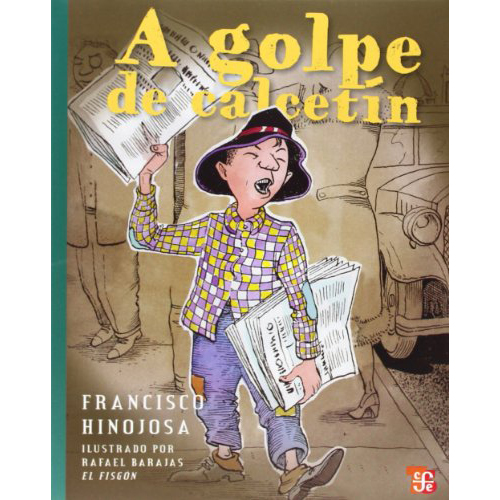 A golpe
de calcetín
FRANCISCO
HINOJOSA
ILUSTRADO POR
RAFAEL BARAJAS
EL FISGÓN